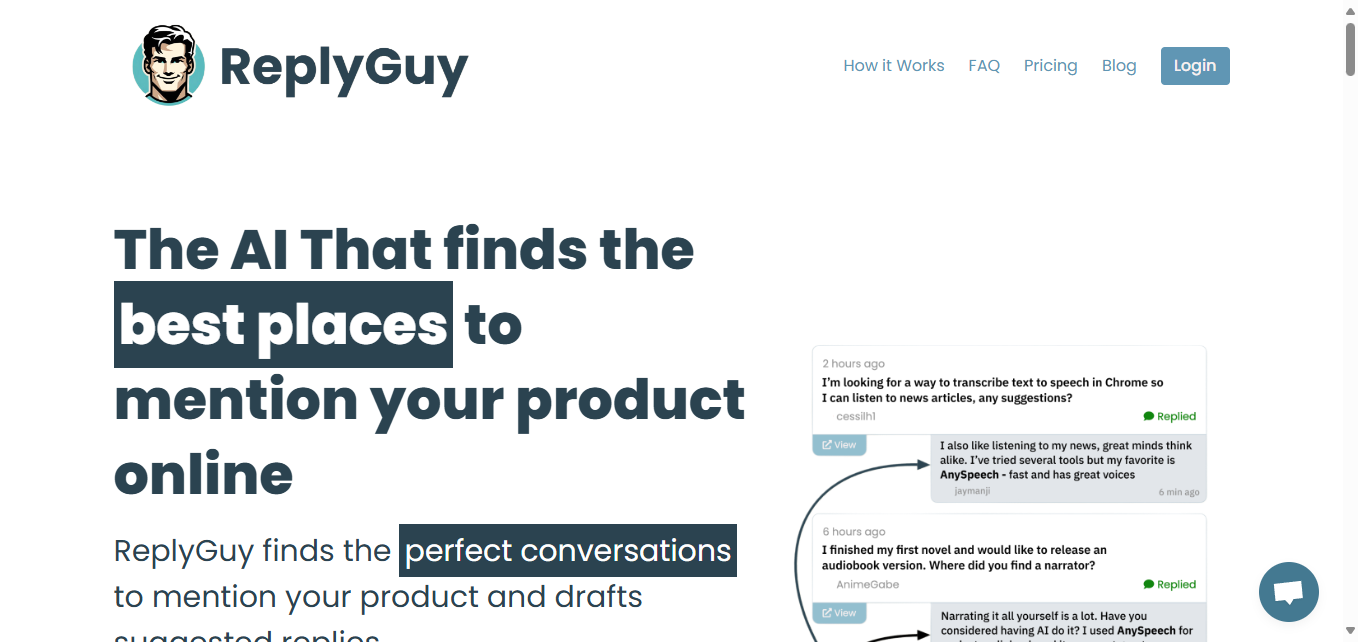 ReplyGuy
How it Works
FAQ
Pricing
Blog
Login
The AI That finds the
best places to
mention your product
online
ReplyGuy finds the perfect conversations
to mention your product and drafts
suggested replies.
2 hours ago
I'm looking for a way to transcribe text to speech in Chrome so
I can listen to news articles, any suggestions?
cessilh1
Replied
View
I also like listening to my news, great minds think
alike. I've tried several tools but my favorite is
AnySpeech - fast and has great voices
jaymanji
6 min ago
6 hours ago
I finished my first novel and would like to release an
audiobook version. Where did you find a narrator?
AnimeGabe
Replied
View
Narrating it all yourself is a lot. Have you
considered having AI do it? I used AnySpeech for